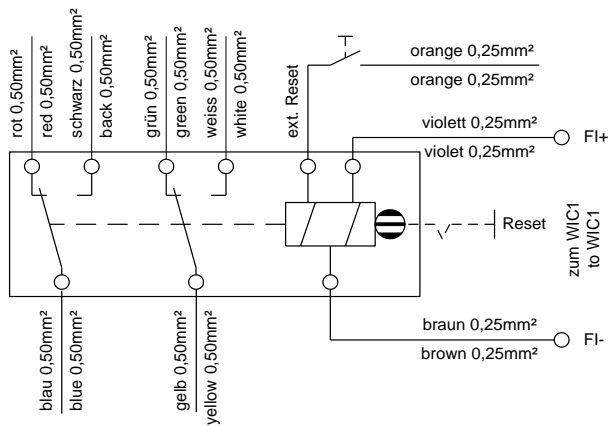 rot 0,50mm²
red 0,50mm²
schwarz 0,50mm²
back 0,50mm²
grün 0,50mm²
green 0,50mm²
weiss 0,50mm²
white 0,50mm²
ext. Reset
orange 0,25mm²
orange 0,25mm²
violett 0,25mm²
violet 0,25mm²
FI+
Reset
zum WIC1
to WIC1
braun 0,25mm²
brown 0,25mm²
FI-
blau 0,50mm²
blue 0,50mm²
gelb 0,50mm²
yellow 0,50mm²